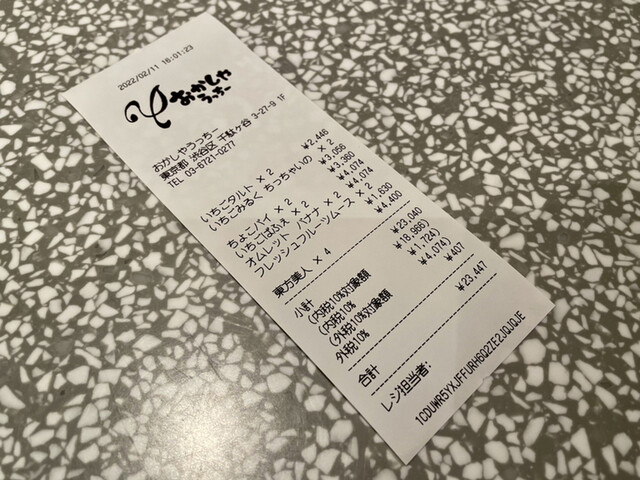 2022/02/11 16:01:23
おかしや
うっちー
おかしやうっちー
東京都 渋谷区 千駄ヶ谷 3-27-9 1F
TEL 03-6721-0277
いちごタルト × 2 ¥2,446
いちごみるく ちっちゃいの × 2 ¥3,056
ちょこパイ × 2 ¥3,360
いちごぱふぇ × 2 ¥4,074
オムレット バナナ × 2 ¥4,074
フレッシュフルーツムース × 2 ¥1,630
東方美人 × 4 ¥4,400
小計 ¥23,040
(内税10%対象額 ¥18,966)
(内税10% ¥1,724)
(外税10%対象額 ¥4,074)
外税10% ¥407
合計 ¥23,447
レジ担当者: